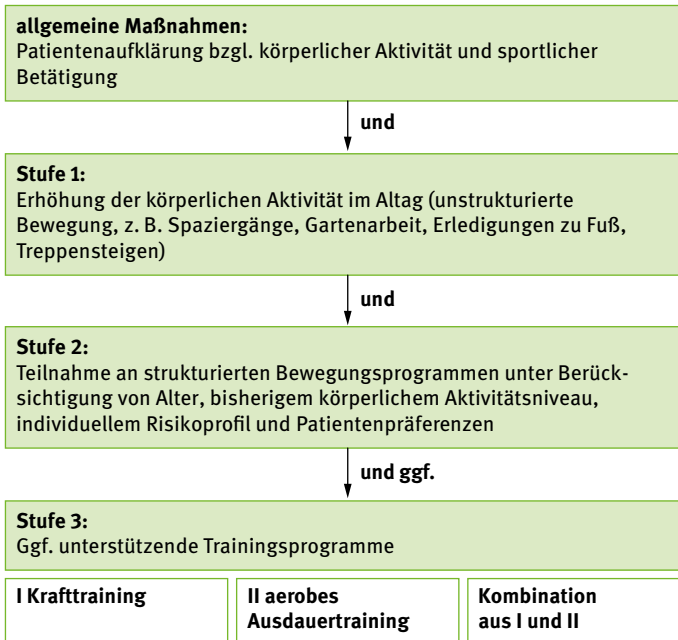 allgemeine Maßnahmen:
Patientenaufklärung bzgl. körperlicher Aktivität und sportlicher
Betätigung
und
Stufe 1:
Erhöhung der körperlichen Aktivität im Altag (unstrukturierte
Bewegung, z. B. Spaziergänge, Gartenarbeit, Erledigungen zu Fuß,
Treppensteigen)
und
Stufe 2:
Teilnahme an strukturierten Bewegungsprogrammen unter Berück-
sichtigung von Alter, bisherigem körperlichem Aktivitätsniveau,
individuellem Risikoprofil und Patientenpräferenzen
und ggf.
Stufe 3:
Ggf. unterstützende Trainingsprogramme
I Krafttraining
II aerobes
Ausdauertraining
Kombination
aus I und II